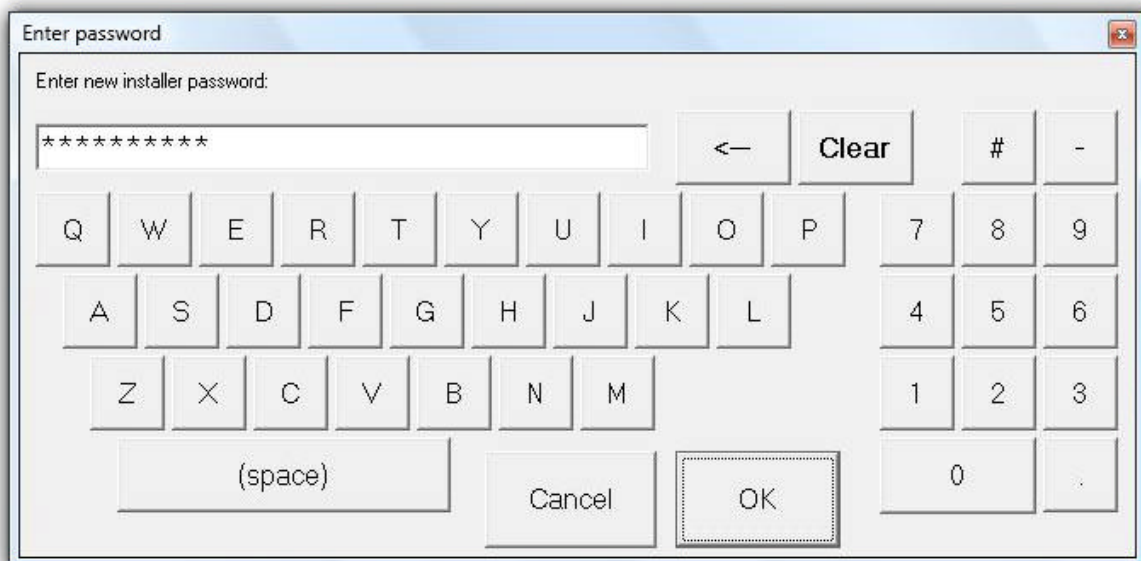 Enter password
x
Enter new installer password:
********** <— Clear # -
Q W E R T Y U I O P 7 8 9
A S D F G H J K L 4 5 6
Z X C V B N M 1 2 3
(space) Cancel OK 0 .